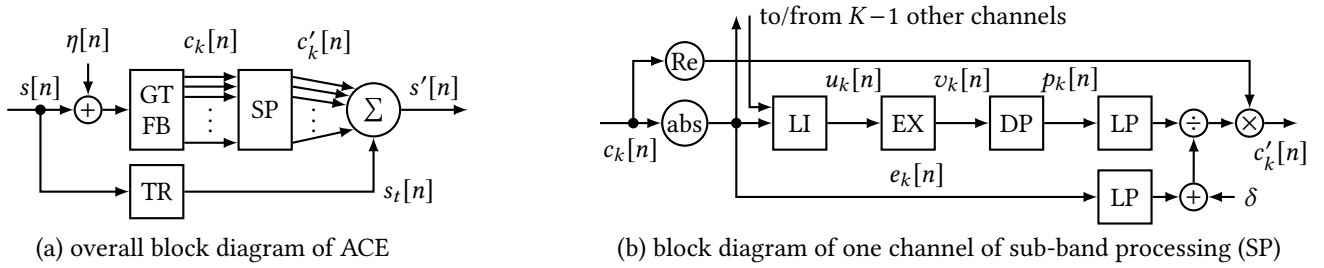 η[n]
c_k[n]
c'_k[n]
s[n]
+
GT
FB
SP
Σ
s'[n]
TR
s_t[n]
(a) overall block diagram of ACE
to/from K−1 other channels
Re
u_k[n]
v_k[n]
p_k[n]
abs
LI
EX
DP
LP
÷
×
c_k[n]
c'_k[n]
e_k[n]
LP
+
δ
(b) block diagram of one channel of sub-band processing (SP)